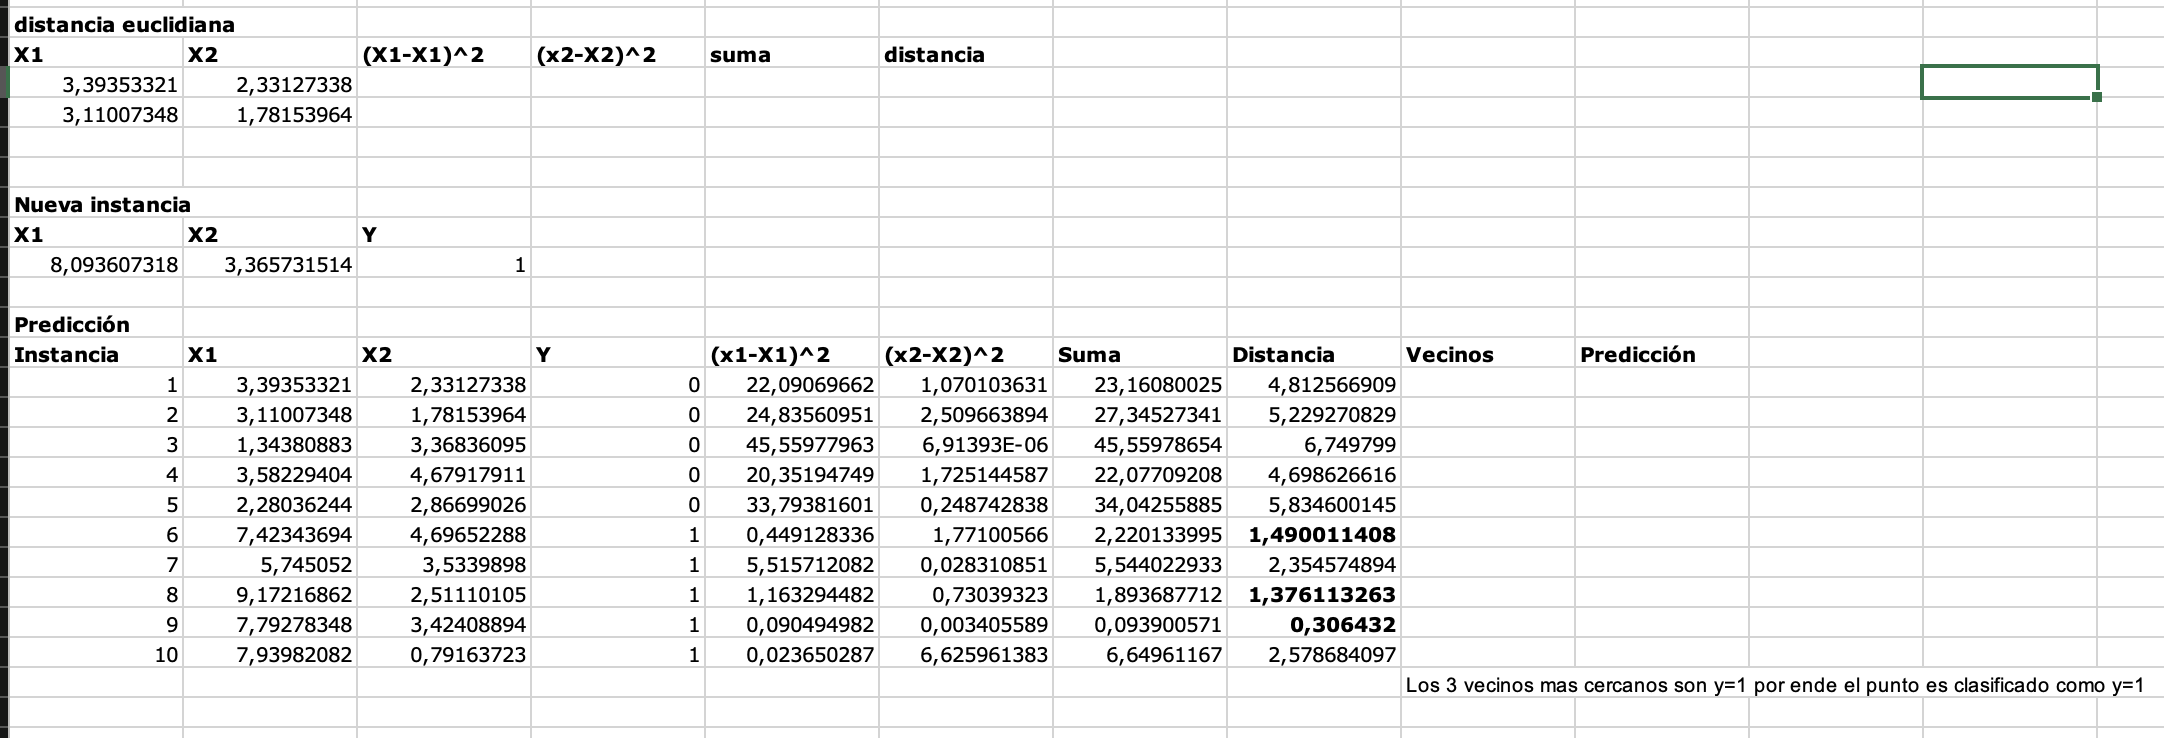 distancia euclidiana
X1 X2 (X1-X1)^2 (x2-X2)^2 suma distancia
3,39353321 2,33127338
3,11007348 1,78153964
Nueva instancia
X1 X2 Y
8,093607318 3,365731514 1
Predicción
Instancia X1 X2 Y (x1-X1)^2 (x2-X2)^2 Suma Distancia Vecinos Predicción
1 3,39353321 2,33127338 0 22,09069662 1,070103631 23,16080025 4,812566909
2 3,11007348 1,78153964 0 24,83560951 2,509663894 27,34527341 5,229270829
3 1,34380883 3,36836095 0 45,55977963 6,91393E-06 45,55978654 6,749799
4 3,58229404 4,67917911 0 20,35194749 1,725144587 22,07709208 4,698626616
5 2,28036244 2,86699026 0 33,79381601 0,248742838 34,04255885 5,834600145
6 7,42343694 4,69652288 1 0,449128336 1,77100566 2,220133995 1,490011408
7 5,745052 3,5339898 1 5,515712082 0,028310851 5,544022933 2,354574894
8 9,17216862 2,51110105 1 1,163294482 0,73039323 1,893687712 1,376113263
9 7,79278348 3,42408894 1 0,090494982 0,003405589 0,093900571 0,306432
10 7,93982082 0,79163723 1 0,023650287 6,625961383 6,64961167 2,578684097
Los 3 vecinos mas cercanos son y=1 por ende el punto es clasificado como y=1